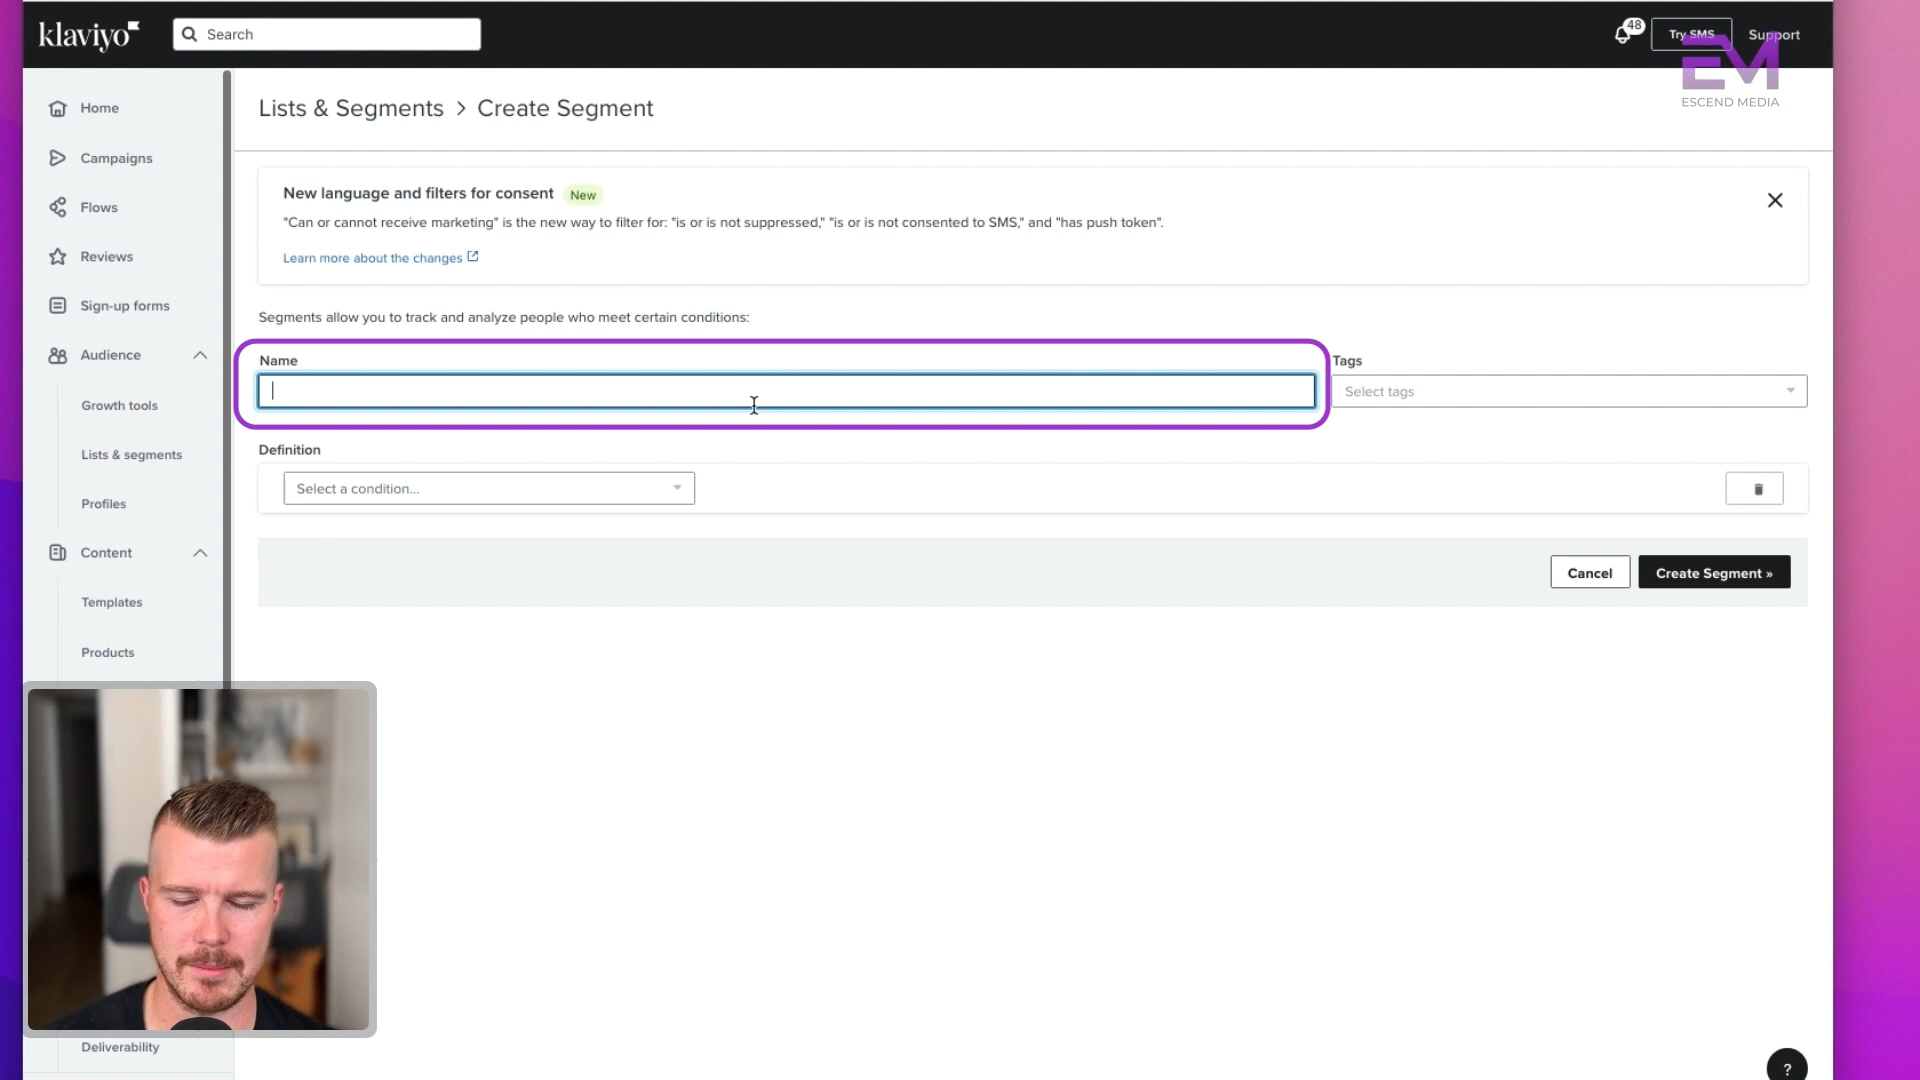 klaviyo
Search
48
Try SMS
Support
EM
ESCEND MEDIA
Home
Campaigns
Flows
Reviews
Sign-up forms
Audience
Growth tools
Lists & segments
Profiles
Content
Templates
Products
Deliverability
Lists & Segments > Create Segment
New language and filters for consent New
"Can or cannot receive marketing" is the new way to filter for: "is or is not suppressed," "is or is not consented to SMS," and "has push token".
Learn more about the changes
Segments allow you to track and analyze people who meet certain conditions:
Name
Tags
Select tags
Definition
Select a condition...
Cancel
Create Segment »
?